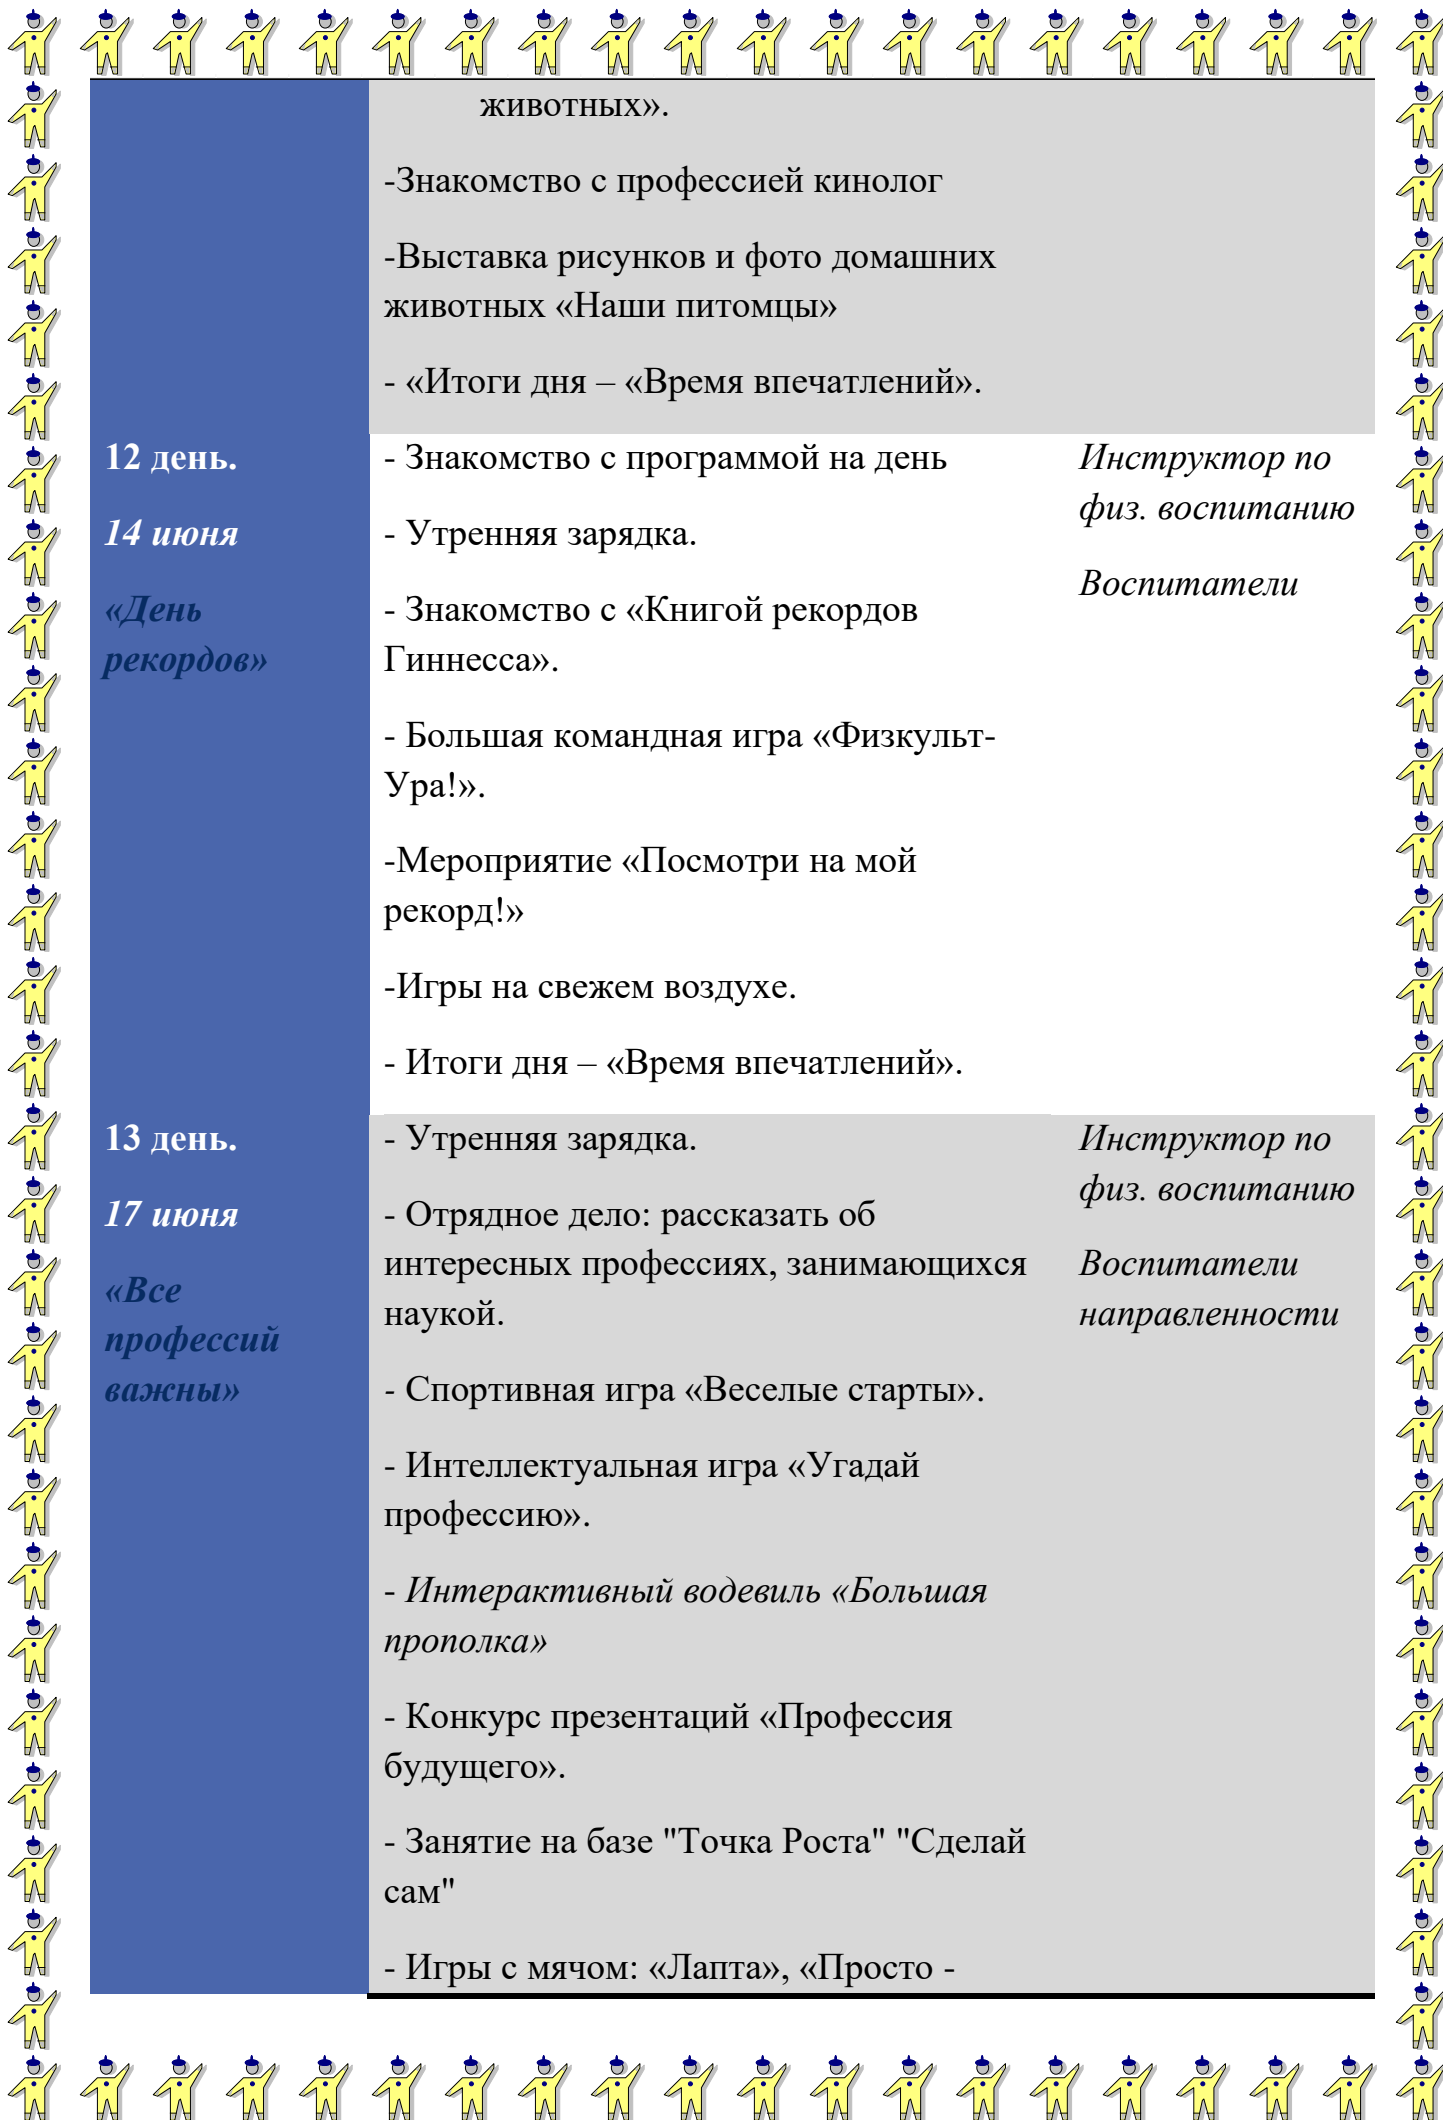 животных».
-Знакомство с профессией кинолог
-Выставка рисунков и фото домашних
животных «Наши питомцы»
- «Итоги дня – «Время впечатлений».
12 день.
14 июня
«День
рекордов»
- Знакомство с программой на день
- Утренняя зарядка.
- Знакомство с «Книгой рекордов
Гиннесса».
- Большая командная игра «Физкульт-
Ура!».
-Мероприятие «Посмотри на мой
рекорд!»
-Игры на свежем воздухе.
- Итоги дня – «Время впечатлений».
Инструктор по
физ. воспитанию
Воспитатели
13 день.
17 июня
«Все
профессий
важны»
- Утренняя зарядка.
- Отрядное дело: рассказать об
интересных профессиях, занимающихся
наукой.
- Спортивная игра «Веселые старты».
- Интеллектуальная игра «Угадай
профессию».
- Интерактивный водевиль «Большая
прополка»
- Конкурс презентаций «Профессия
будущего».
- Занятие на базе "Точка Роста" "Сделай
сам"
- Игры с мячом: «Лапта», «Просто -
Инструктор по
физ. воспитанию
Воспитатели
направленности